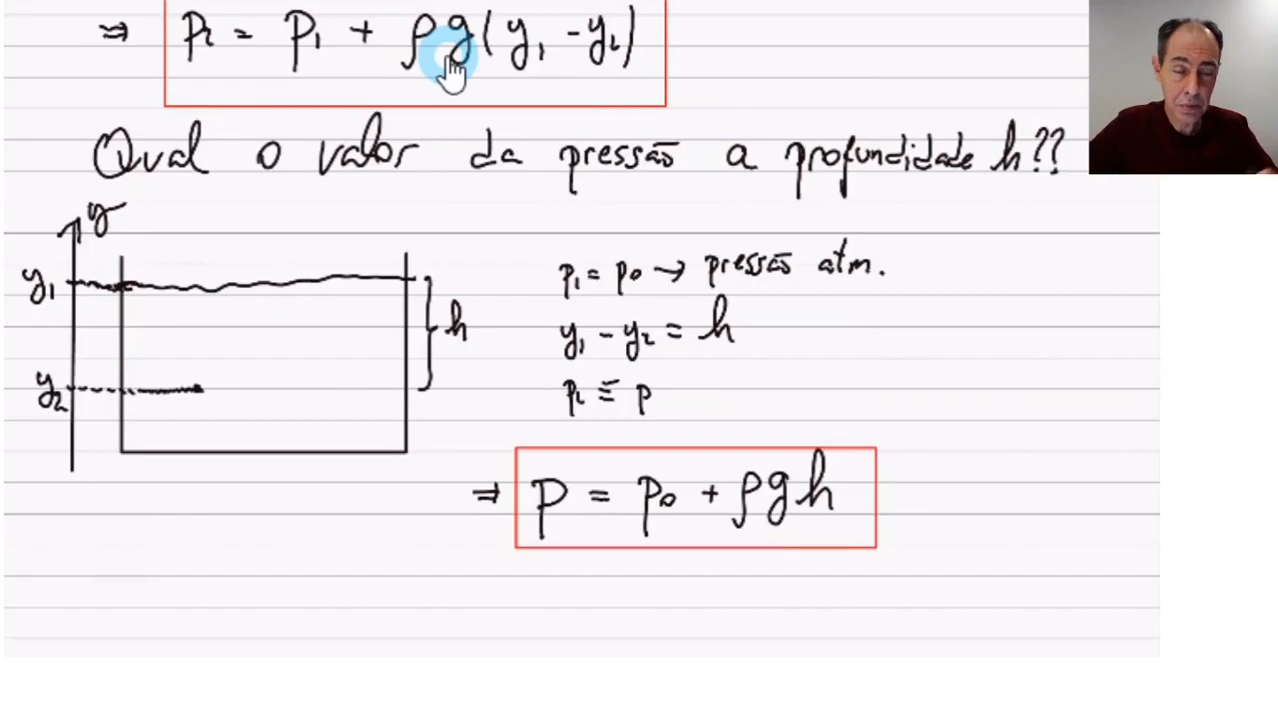 ⇒ p₂ = p₁ + ρg(y₁ - y₂)
Qual o valor da pressão a profundidade h??
y
y₁
h
y₂
p₁ = p₀ → pressão atm.
y₁ - y₂ = h
p₂ ≡ p
⇒ p = p₀ + ρgh